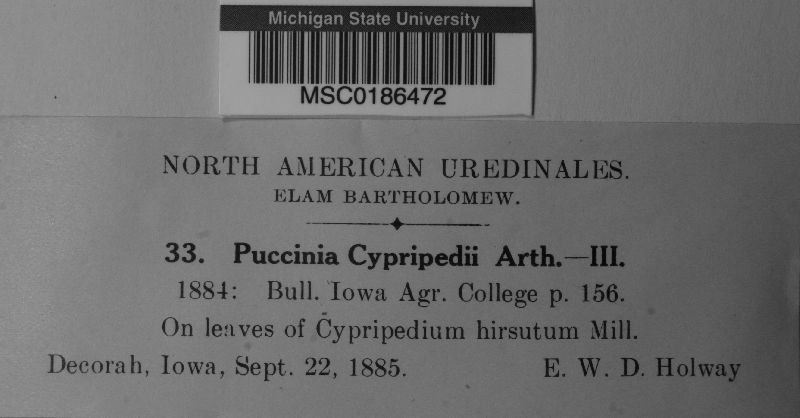 Michigan State University
MSC0186472
NORTH AMERICAN UREDINALES.
ELAM BARTHOLOMEW.
33. Puccinia Cypripedii Arth.—III.
1884: Bull. Iowa Agr. College p. 156.
On leaves of Cypripedium hirsutum Mill.
Decorah, Iowa, Sept. 22, 1885. E. W. D. Holway